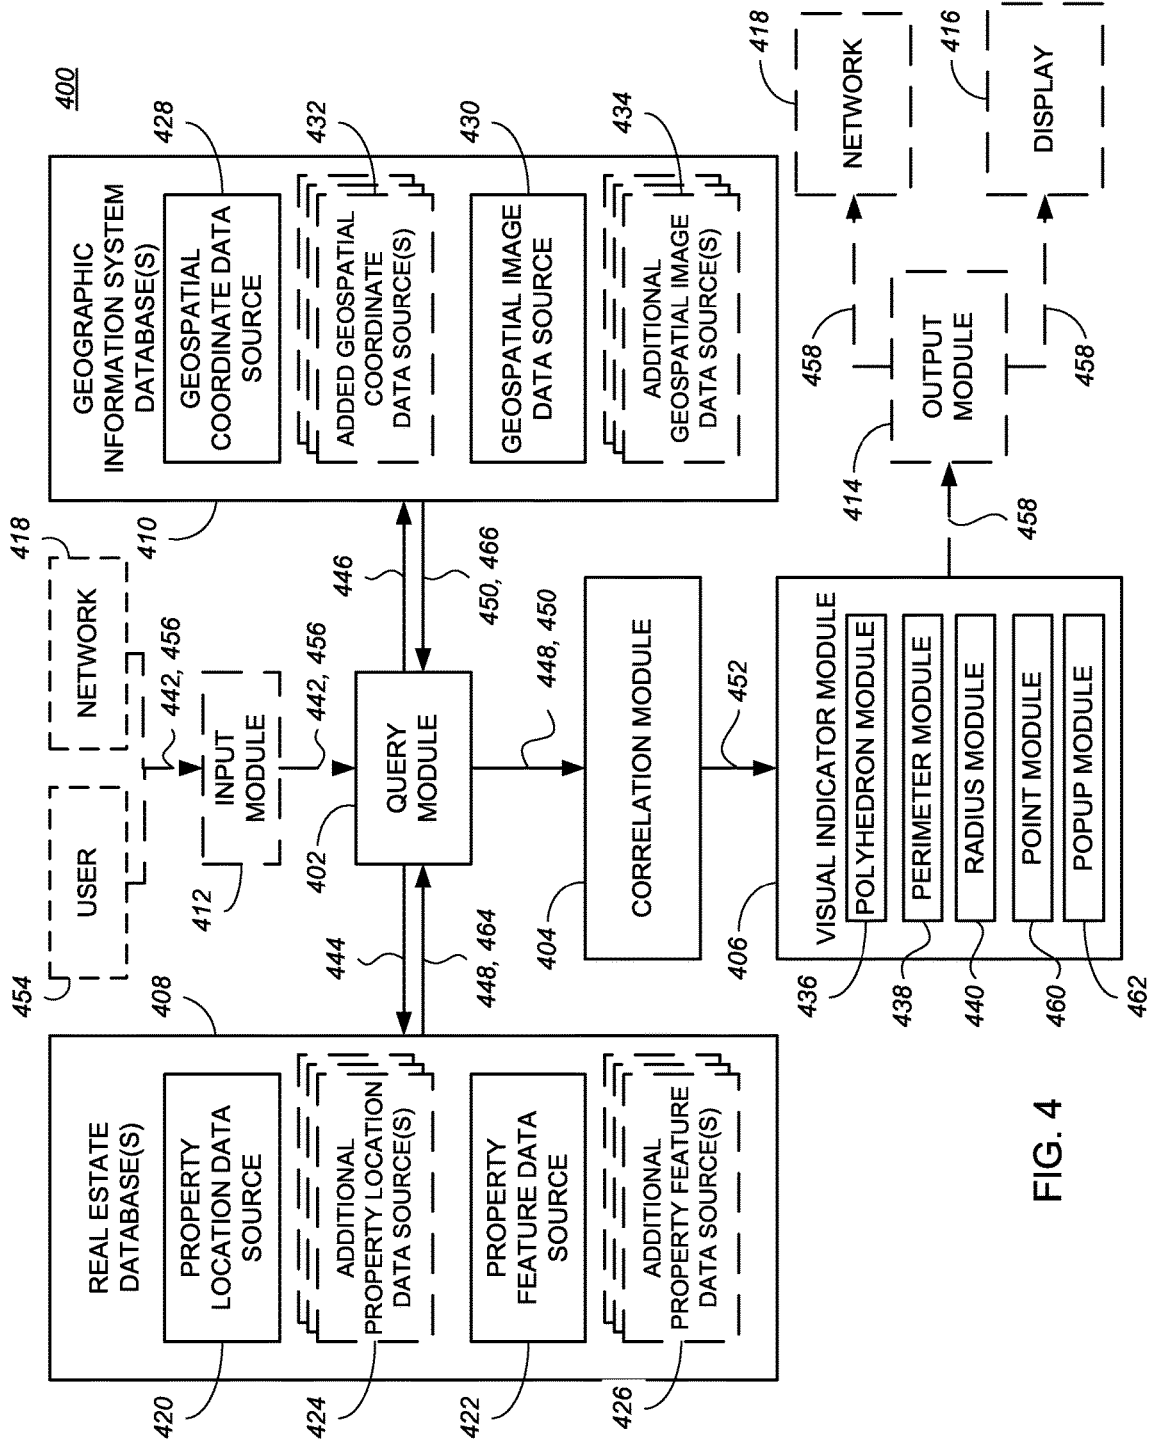 400
454
USER
NETWORK
418
442, 456
412
INPUT
MODULE
442, 456
408
REAL ESTATE
DATABASE(S)
420
PROPERTY
LOCATION DATA
SOURCE
424
ADDITIONAL
PROPERTY LOCATION
DATA SOURCE(S)
422
PROPERTY
FEATURE DATA
SOURCE
426
ADDITIONAL
PROPERTY FEATURE
DATA SOURCE(S)
444
448, 464
402
QUERY
MODULE
446
450, 466
410
GEOGRAPHIC
INFORMATION SYSTEM
DATABASE(S)
GEOSPATIAL
COORDINATE DATA
SOURCE
428
ADDED GEOSPATIAL
COORDINATE
DATA SOURCE(S)
432
GEOSPATIAL IMAGE
DATA SOURCE
430
ADDITIONAL
GEOSPATIAL IMAGE
DATA SOURCE(S)
434
448, 450
404
CORRELATION MODULE
452
406
VISUAL INDICATOR MODULE
436
POLYHEDRON MODULE
438
PERIMETER MODULE
440
RADIUS MODULE
460
POINT MODULE
462
POPUP MODULE
458
414
OUTPUT
MODULE
458
458
NETWORK
418
DISPLAY
416
FIG. 4